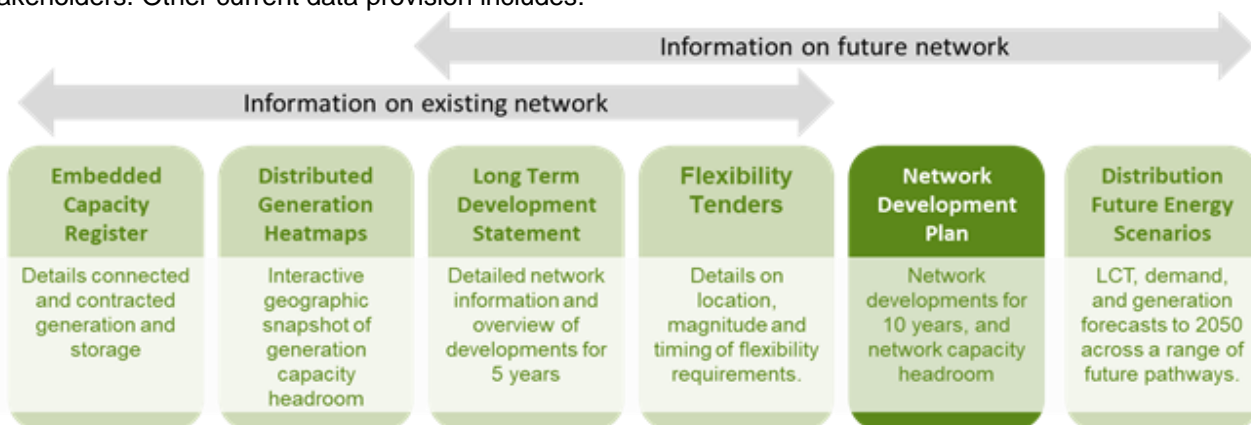 akeholders. Other current data provision includes:
Information on future network
Information on existing network
Embedded
Capacity
Register
Details connected
and contracted
generation and
storage
Distributed
Generation
Heatmaps
Interactive
geographic
snapshot of
generation
capacity
headroom
Long Term
Development
Statement
Detailed network
information and
overview of
developments for
5 years
Flexibility
Tenders
Details on
location,
magnitude and
timing of flexibility
requirements.
Network
Development
Plan
Network
developments for
10 years, and
network capacity
headroom
Distribution
Future Energy
Scenarios
LCT, demand,
and generation
forecasts to 2050
across a range of
future pathways.